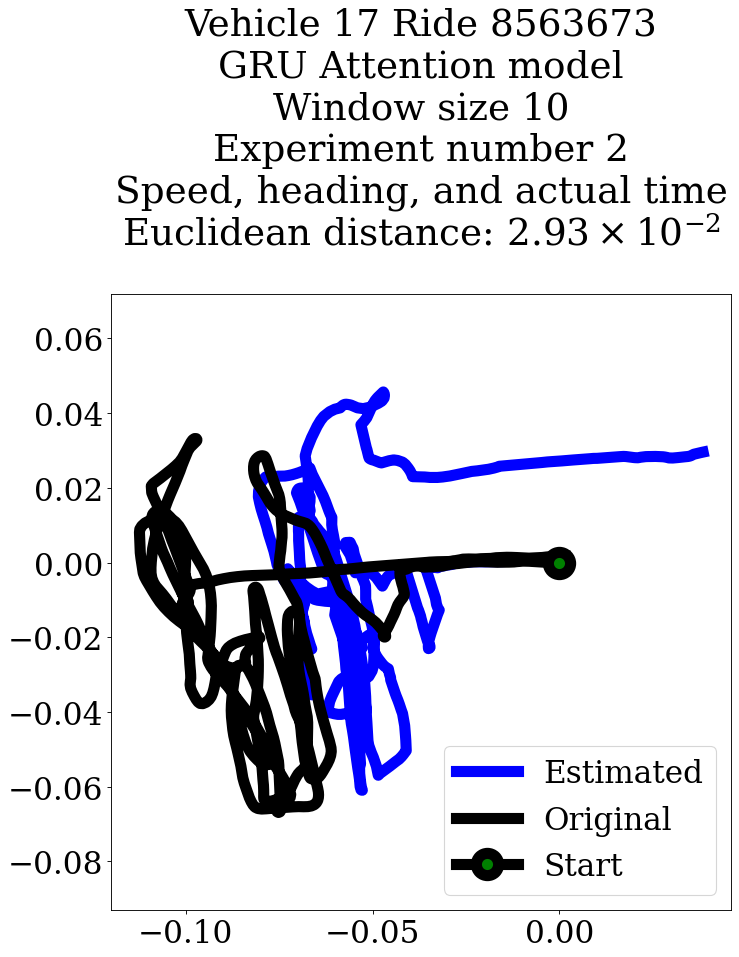 Vehicle 17 Ride 8563673
GRU Attention model
Window size 10
Experiment number 2
Speed, heading, and actual time
Euclidean distance: 2.93 × 10⁻²
0.06
0.04
0.02
0.00
−0.02
−0.04
−0.06
−0.08
Estimated
Original
Start
−0.10 −0.05 0.00